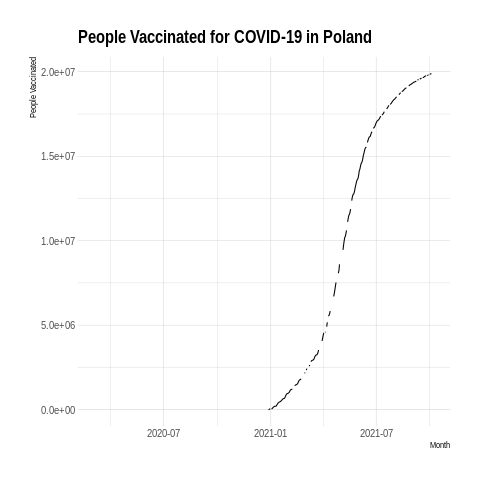 People Vaccinated for COVID-19 in Poland
People Vaccinated
2.0e+07
1.5e+07
1.0e+07
5.0e+06
0.0e+00
2020-07
2021-01
2021-07
Month